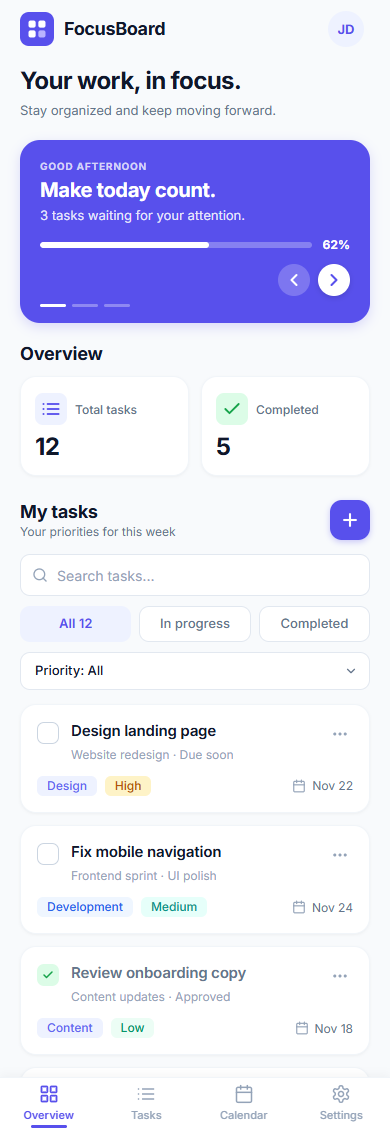 FocusBoard
JD
Your work, in focus.
Stay organized and keep moving forward.
GOOD AFTERNOON
Make today count.
3 tasks waiting for your attention.
62%
Overview
Total tasks
12
Completed
5
My tasks
Your priorities for this week
Search tasks...
All 12
In progress
Completed
Priority: All
Design landing page
Website redesign · Due soon
Design
High
Nov 22
Fix mobile navigation
Frontend sprint · UI polish
Development
Medium
Nov 24
Review onboarding copy
Content updates · Approved
Content
Low
Nov 18
Overview
Tasks
Calendar
Settings